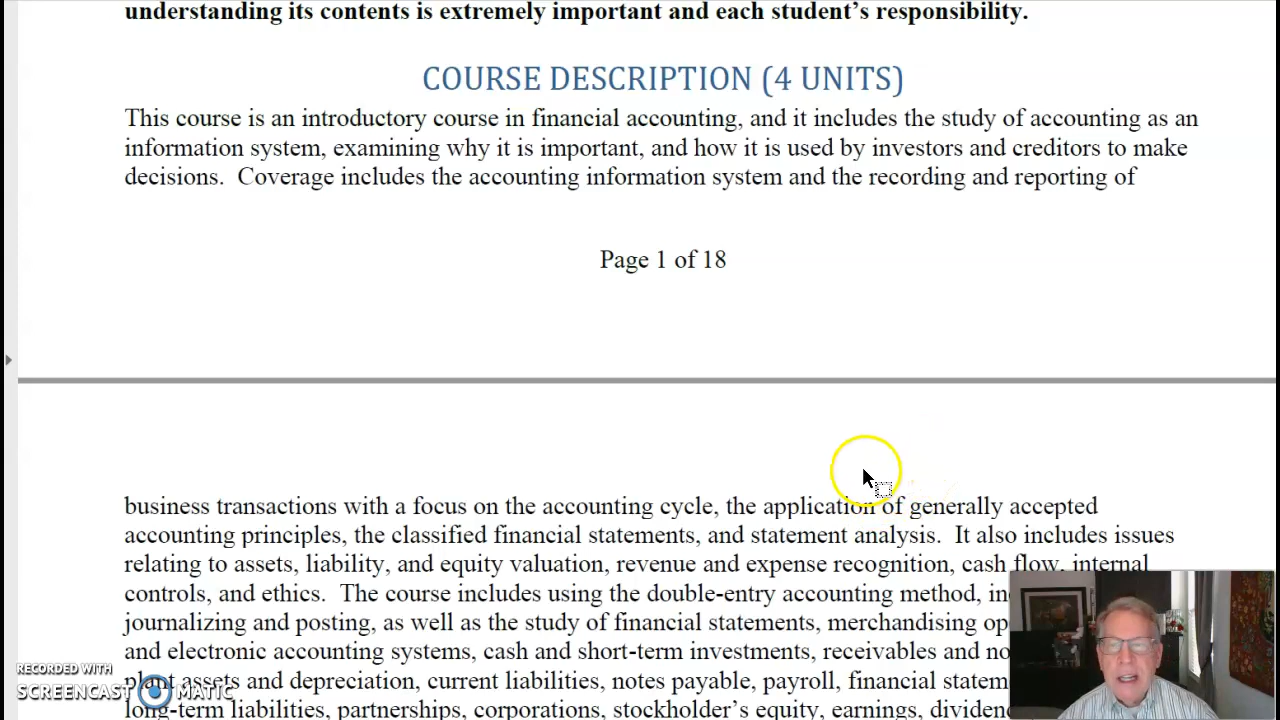 understanding its contents is extremely important and each student's responsibility.
COURSE DESCRIPTION (4 UNITS)
This course is an introductory course in financial accounting, and it includes the study of accounting as an
information system, examining why it is important, and how it is used by investors and creditors to make
decisions. Coverage includes the accounting information system and the recording and reporting of
Page 1 of 18
business transactions with a focus on the accounting cycle, the application of generally accepted
accounting principles, the classified financial statements, and statement analysis. It also includes issues
relating to assets, liability, and equity valuation, revenue and expense recognition, cash flow, internal
controls, and ethics. The course includes using the double-entry accounting method,
journalizing and posting, as well as the study of financial statements, merchandising
and electronic accounting systems, cash and short-term investments, receivables and
plant assets and depreciation, current liabilities, notes payable, payroll, financial
long-term liabilities, partnerships, corporations, stockholder's equity, earnings,
RECORDED WITH
SCREENCAST MATIC